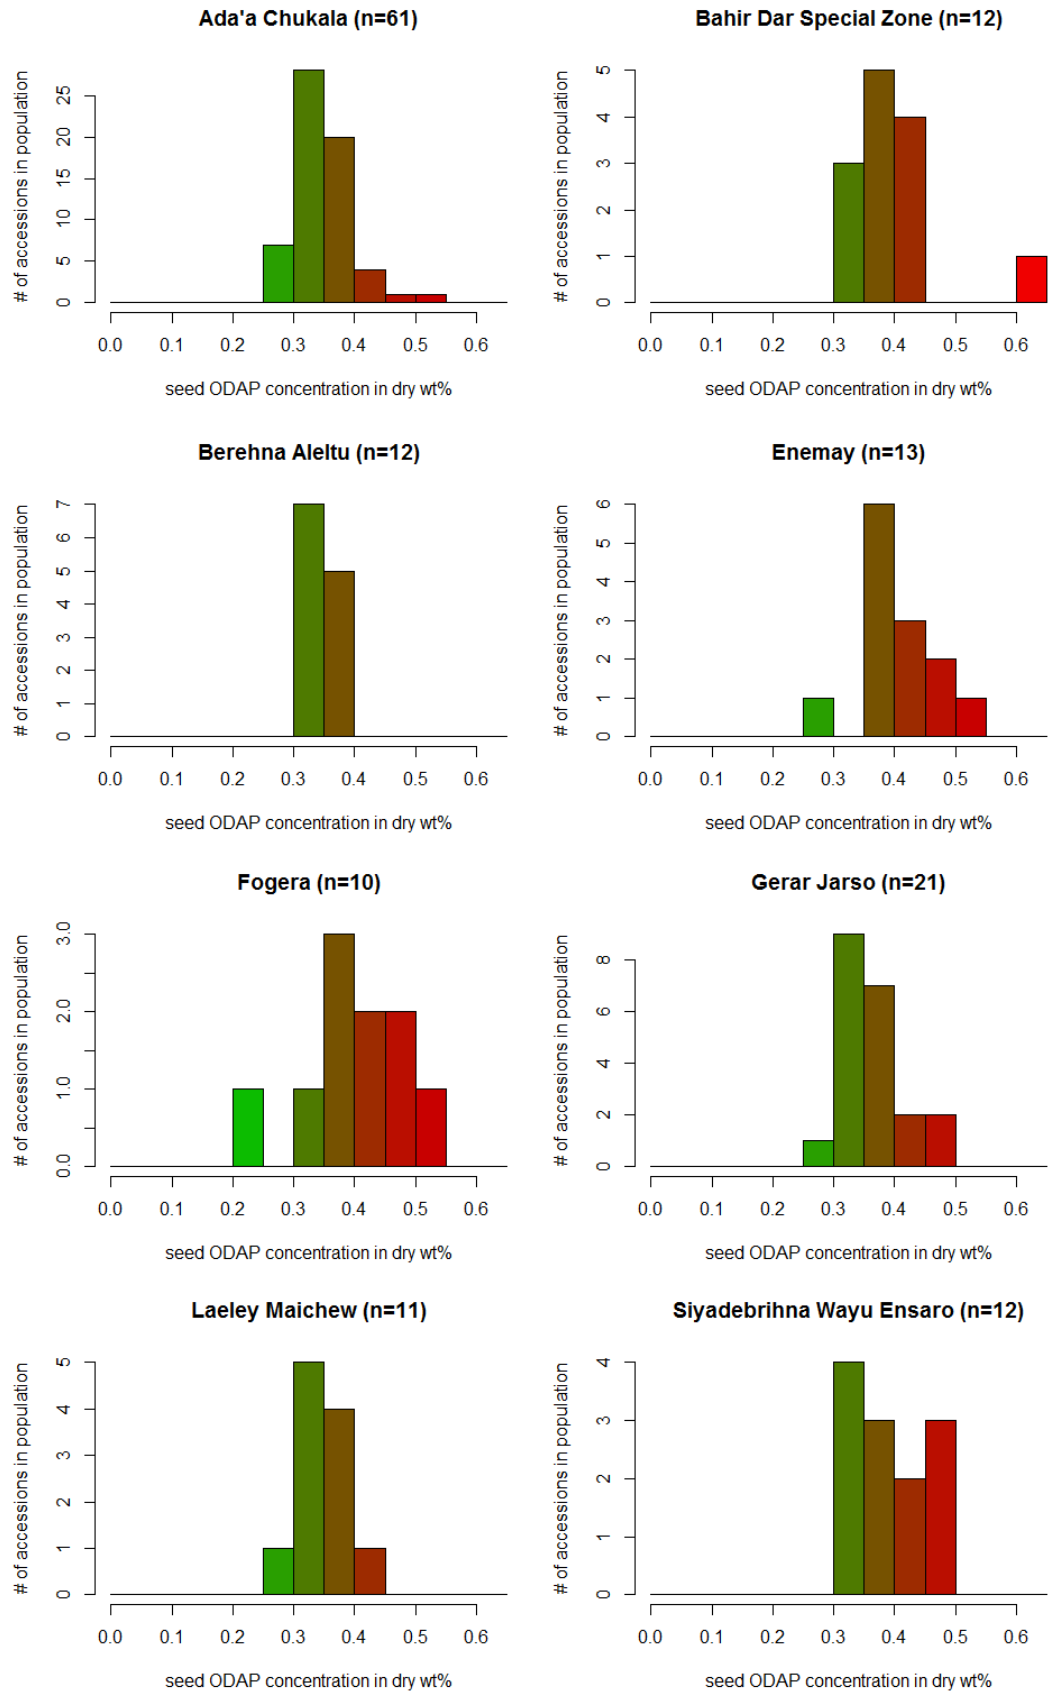 Ada'a Chukala (n=61)
# of accessions in population
0 5 10 15 20 25
0.0 0.1 0.2 0.3 0.4 0.5 0.6
seed ODAP concentration in dry wt%
Bahir Dar Special Zone (n=12)
# of accessions in population
0 1 2 3 4 5
0.0 0.1 0.2 0.3 0.4 0.5 0.6
seed ODAP concentration in dry wt%
Berehna Aleltu (n=12)
# of accessions in population
0 1 2 3 4 5 6 7
0.0 0.1 0.2 0.3 0.4 0.5 0.6
seed ODAP concentration in dry wt%
Enemay (n=13)
# of accessions in population
0 1 2 3 4 5 6
0.0 0.1 0.2 0.3 0.4 0.5 0.6
seed ODAP concentration in dry wt%
Fogera (n=10)
# of accessions in population
0.0 1.0 2.0 3.0
0.0 0.1 0.2 0.3 0.4 0.5 0.6
seed ODAP concentration in dry wt%
Gerar Jarso (n=21)
# of accessions in population
0 2 4 6 8
0.0 0.1 0.2 0.3 0.4 0.5 0.6
seed ODAP concentration in dry wt%
Laeley Maichew (n=11)
# of accessions in population
0 1 2 3 4 5
0.0 0.1 0.2 0.3 0.4 0.5 0.6
seed ODAP concentration in dry wt%
Siyadebrihna Wayu Ensaro (n=12)
# of accessions in population
0 1 2 3 4
0.0 0.1 0.2 0.3 0.4 0.5 0.6
seed ODAP concentration in dry wt%